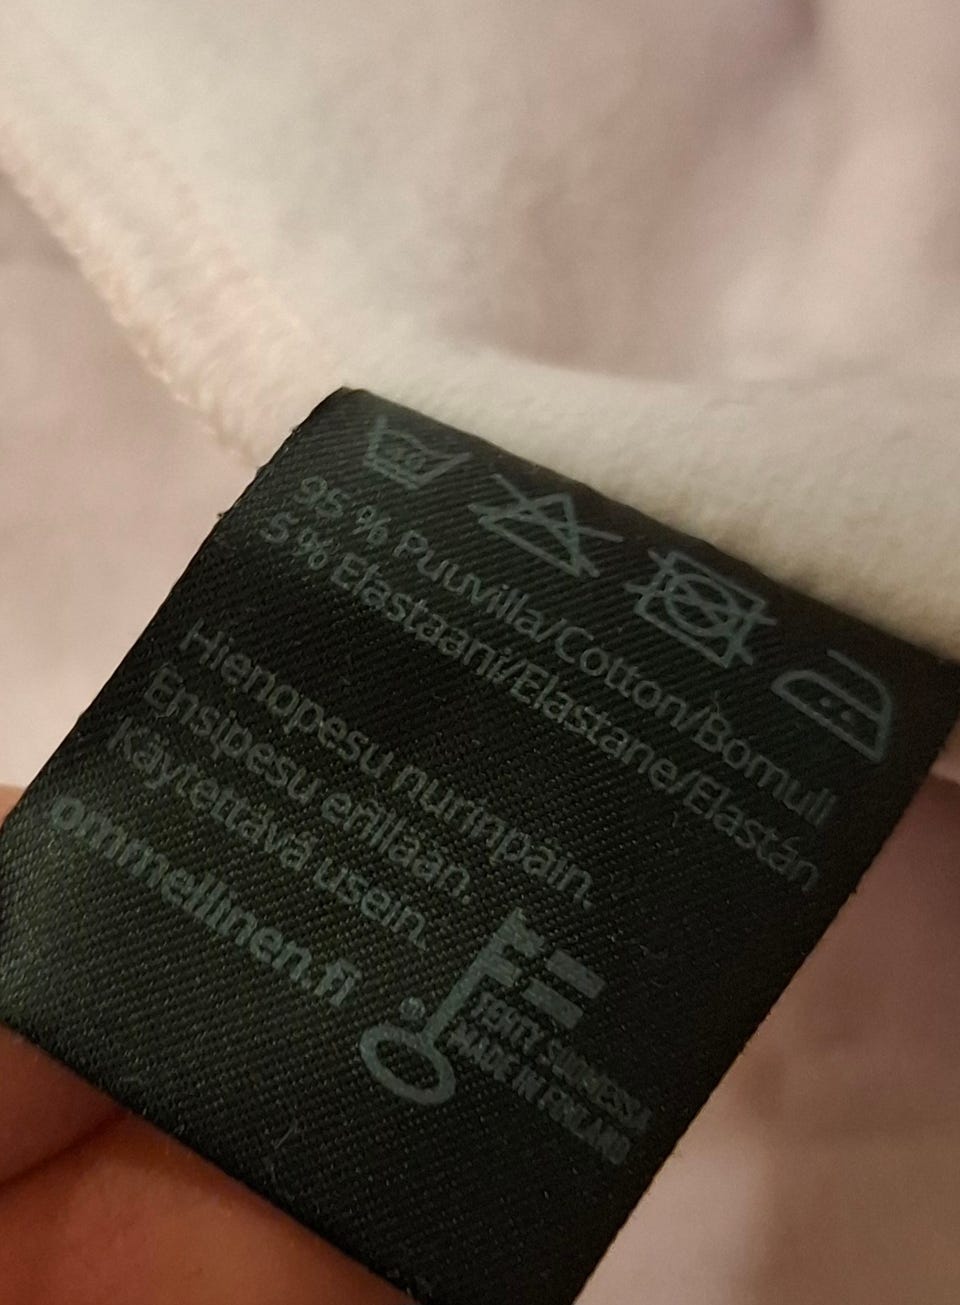 95 % Puuvilla/Cotton/Bomull
5 % Elastaani/Elastane/Elastán
Hienopesu nurinpäin.
Ensipesu erillään.
Käytettävä usein.
ommellinen.fi
TEHTY SUOMESSA
MADE IN FINLAND